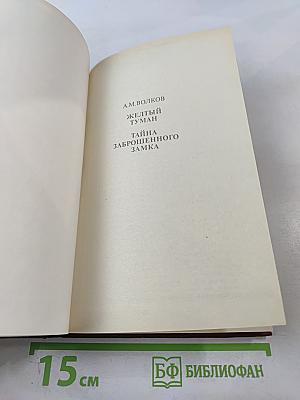 А.М.ВОЛКОВ
ЖЕЛТЫЙ
ТУМАН
ТАЙНА
ЗАБРОШЕННОГО
ЗАМКА
15 см
БФ БИБЛИОФАН